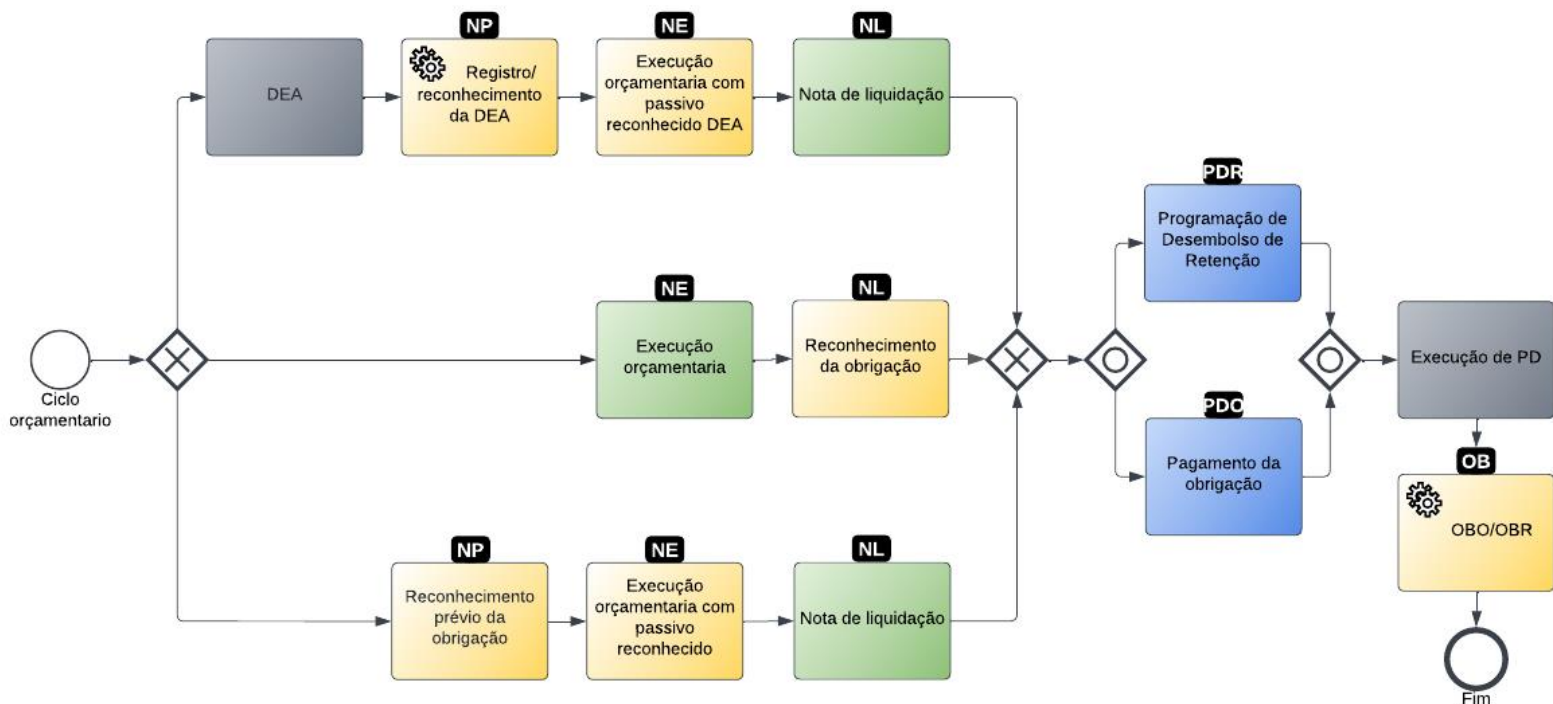 NP
NE
NL
DEA
Registro/
reconhecimento
da DEA
Execução
orçamentaria com
passivo
reconhecido DEA
Nota de liquidação
PDR
Programação de
Desembolso de
Retenção
NE
NL
Execução
orçamentaria
Reconhecimento
da obrigação
Ciclo
orçamentario
Execução de PD
PDO
Pagamento da
obrigação
OB
OBO/OBR
NP
NE
NL
Reconhecimento
prévio da
obrigação
Execução
orçamentaria com
passivo
reconhecido
Nota de liquidação
Fim